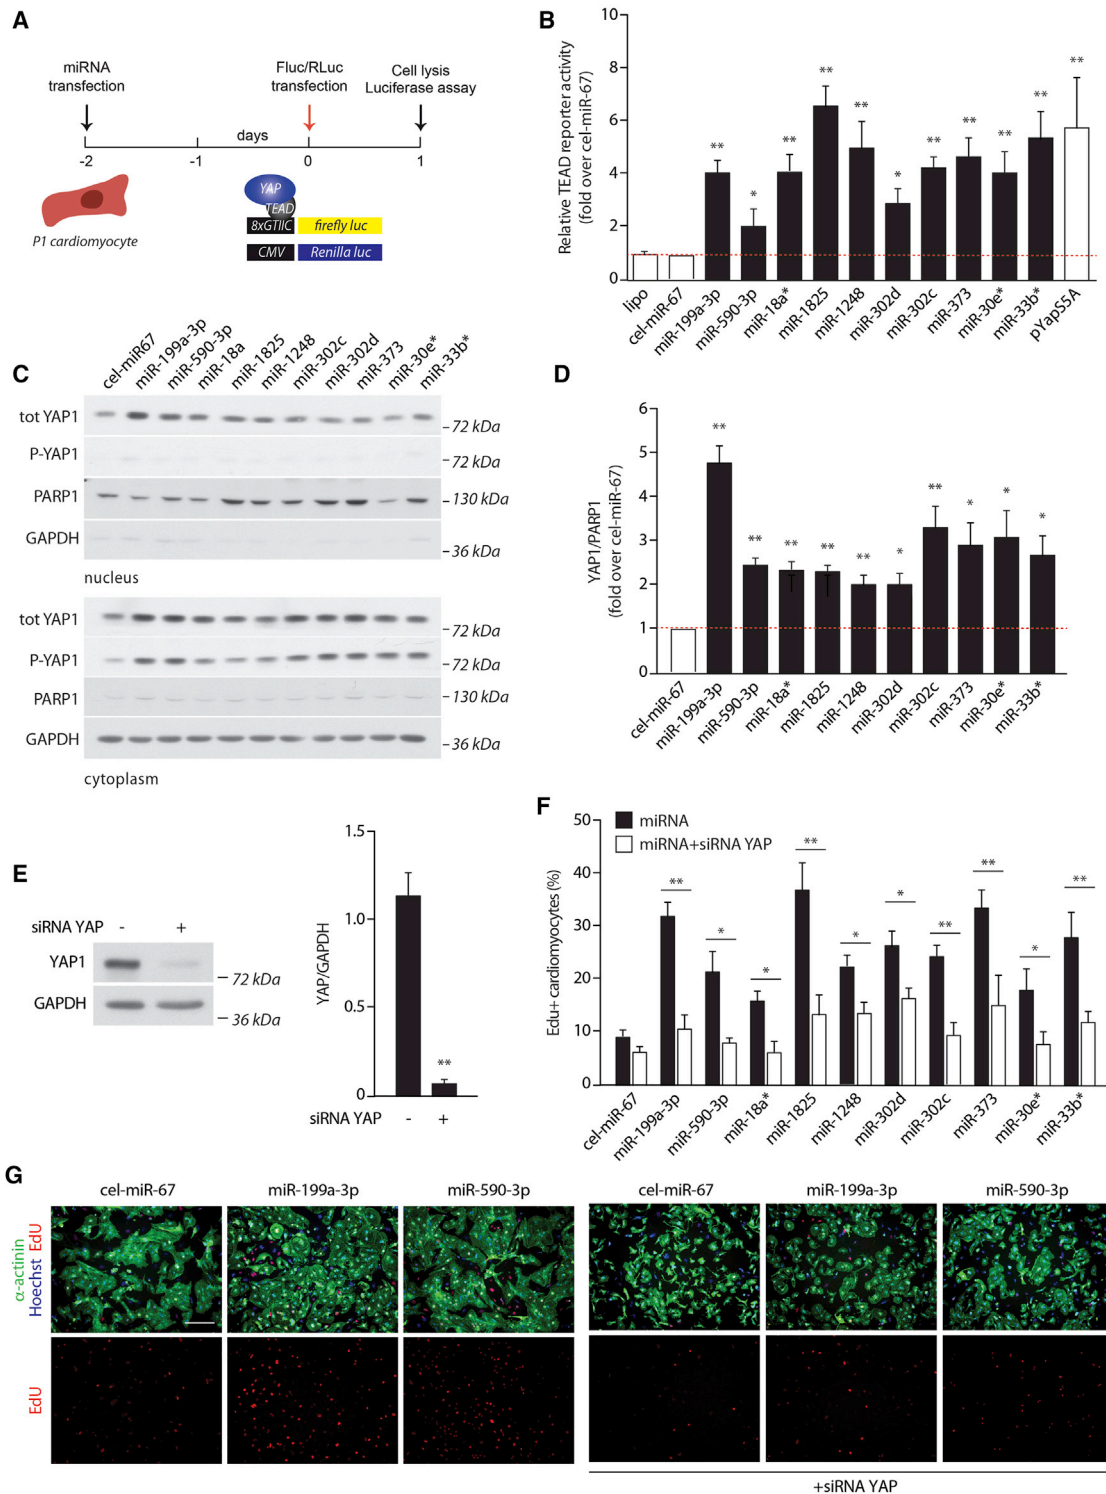 A
miRNA
transfection
Fluc/RLuc
transfection
Cell lysis
Luciferase assay
days
-2
-1
0
1
YAP
TEAD
8xGTIIC
firefly luc
CMV
Renilla luc
P1 cardiomyocyte
B
Relative TEAD reporter activity
(fold over cel-miR-67)
10
8
6
4
2
0
**
*
**
**
**
*
**
**
**
**
**
lipo
cel-miR-67
miR-199a-3p
miR-590-3p
miR-18a*
miR-1825
miR-1248
miR-302d
miR-302c
miR-373
miR-30e*
miR-33b*
pYapS5A
C
cel-miR67
miR-199a-3p
miR-590-3p
miR-18a
miR-1825
miR-1248
miR-302c
miR-302d
miR-373
miR-30e*
miR-33b*
tot YAP1
72 kDa
P-YAP1
72 kDa
PARP1
130 kDa
GAPDH
36 kDa
nucleus
tot YAP1
72 kDa
P-YAP1
72 kDa
PARP1
130 kDa
GAPDH
36 kDa
cytoplasm
D
YAP1/PARP1
(fold over cel-miR-67)
6
5
4
3
2
1
0
**
**
**
**
**
*
**
*
*
*
cel-miR-67
miR-199a-3p
miR-590-3p
miR-18a*
miR-1825
miR-1248
miR-302d
miR-302c
miR-373
miR-30e*
miR-33b*
E
siRNA YAP - +
YAP1
72 kDa
GAPDH
36 kDa
YAP/GAPDH
1.5
1.0
0.5
0
**
siRNA YAP - +
F
miRNA
miRNA+siRNA YAP
Edu+ cardiomyocytes (%)
50
40
30
20
10
0
**
*
*
**
*
*
**
**
*
**
cel-miR-67
miR-199a-3p
miR-590-3p
miR-18a*
miR-1825
miR-1248
miR-302d
miR-302c
miR-373
miR-30e*
miR-33b*
G
cel-miR-67
miR-199a-3p
miR-590-3p
cel-miR-67
miR-199a-3p
miR-590-3p
α-actinin
Hoechst EdU
EdU
+siRNA YAP